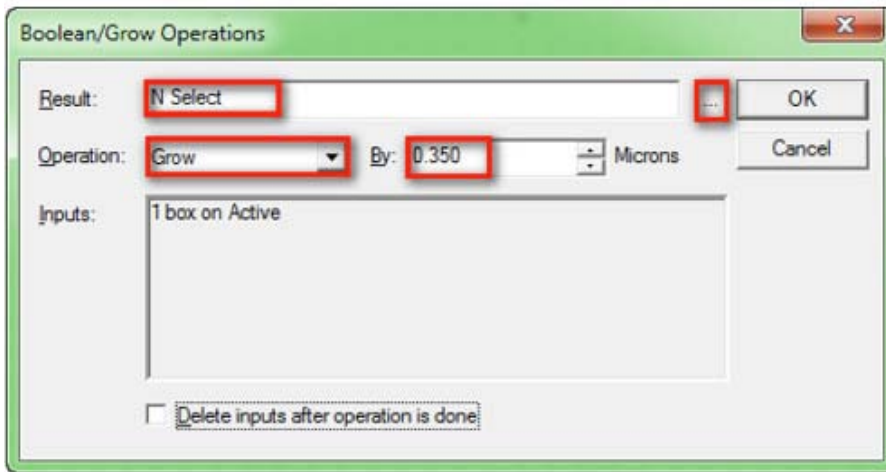 Boolean/Grow Operations
Result: N Select ... OK
Operation: Grow By: 0.350 Microns Cancel
Inputs: 1 box on Active
Delete inputs after operation is done